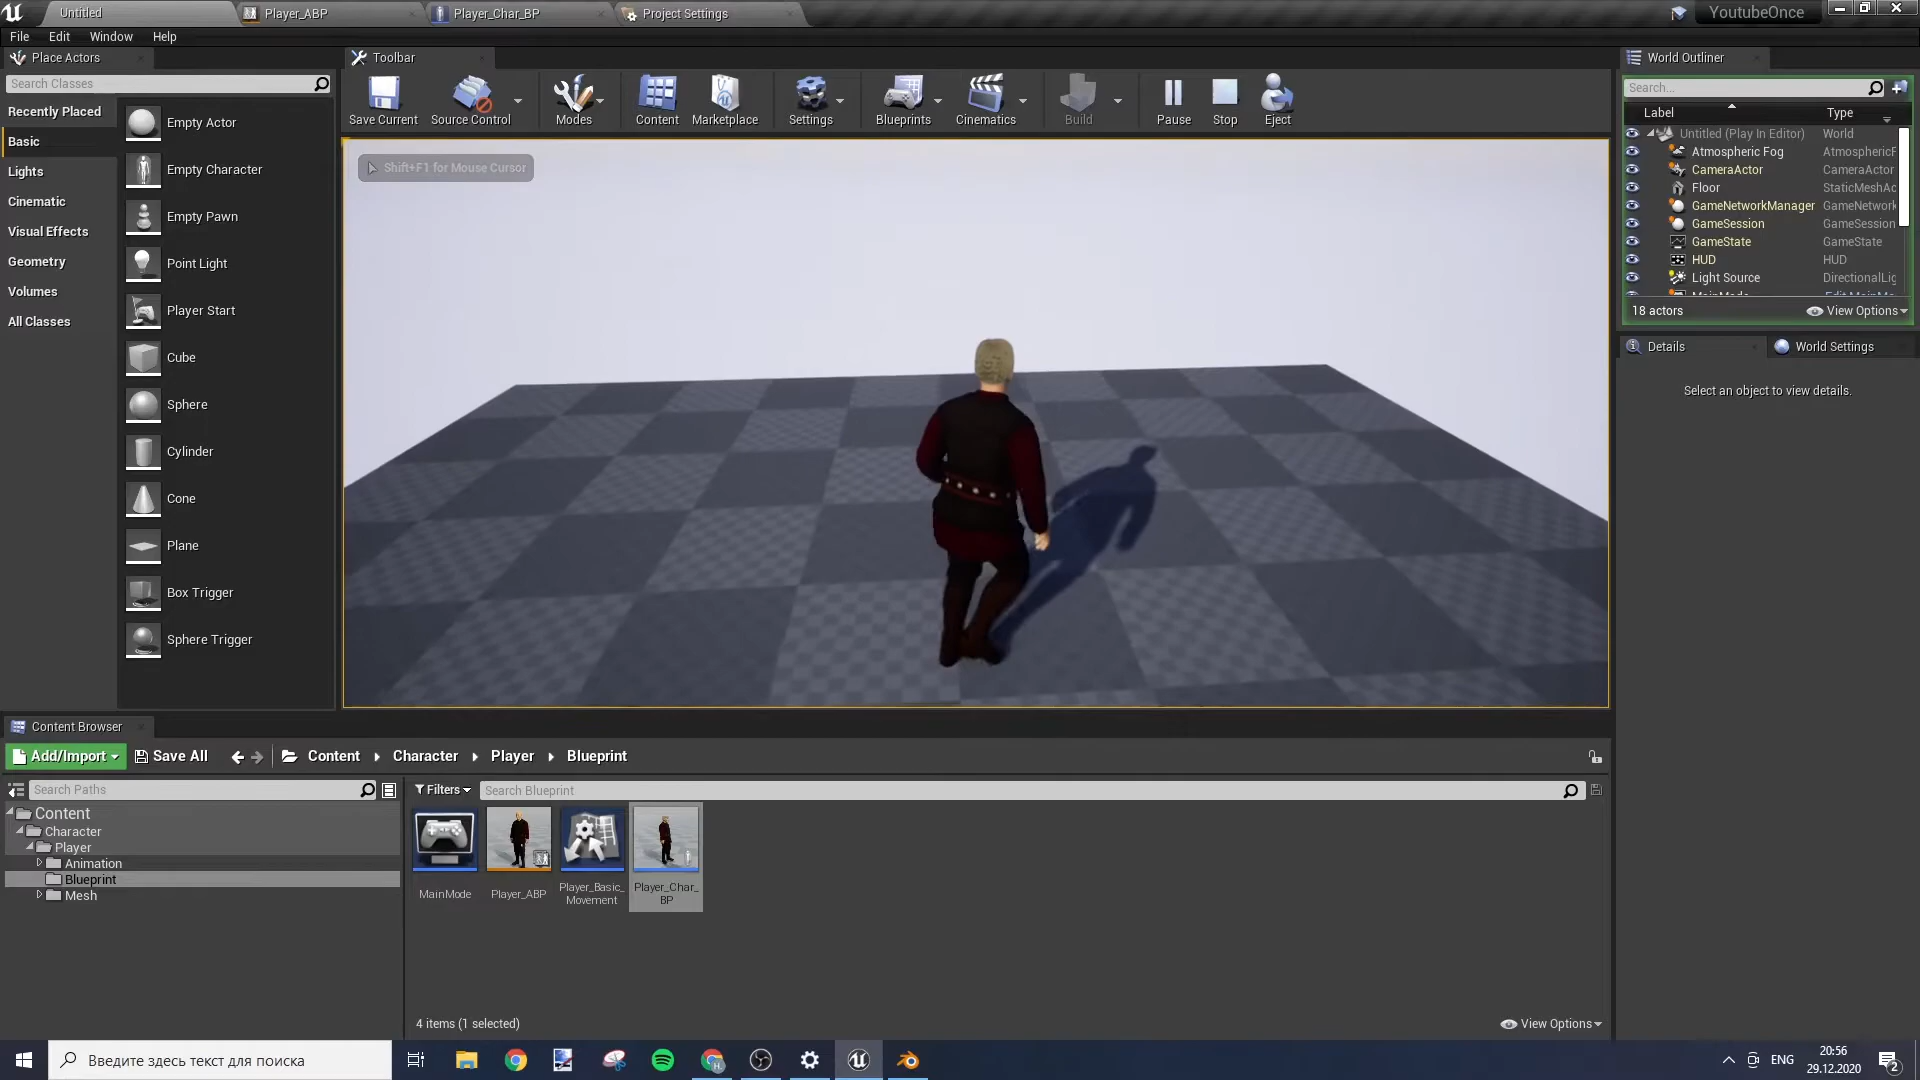 Untitled
Player_ABP
Player_Char_BP
Project Settings
YoutubeOnce
File
Edit
Window
Help
Place Actors
Search Classes
Recently Placed
Basic
Lights
Cinematic
Visual Effects
Geometry
Volumes
All Classes
Empty Actor
Empty Character
Empty Pawn
Point Light
Player Start
Cube
Sphere
Cylinder
Cone
Plane
Box Trigger
Sphere Trigger
Toolbar
Save Current
Source Control
Modes
Content
Marketplace
Settings
Blueprints
Cinematics
Build
Pause
Stop
Eject
Shift+F1 for Mouse Cursor
World Outliner
Search...
Label
Type
Untitled (Play In Editor) World
Atmospheric Fog AtmosphericF
CameraActor CameraActor
Floor StaticMeshAc
GameNetworkManager GameNetwork
GameSession GameSession
GameState GameState
HUD HUD
Light Source DirectionalLig
18 actors
View Options
Details
World Settings
Select an object to view details.
Content Browser
Add/Import
Save All
Content
Character
Player
Blueprint
Search Paths
Filters
Search Blueprint
Content
Character
Player
Animation
Blueprint
Mesh
MainMode
Player_ABP
Player_Basic_
Movement
Player_Char_
BP
4 items (1 selected)
View Options
Введите здесь текст для поиска
ENG
20:56
29.12.2020
2